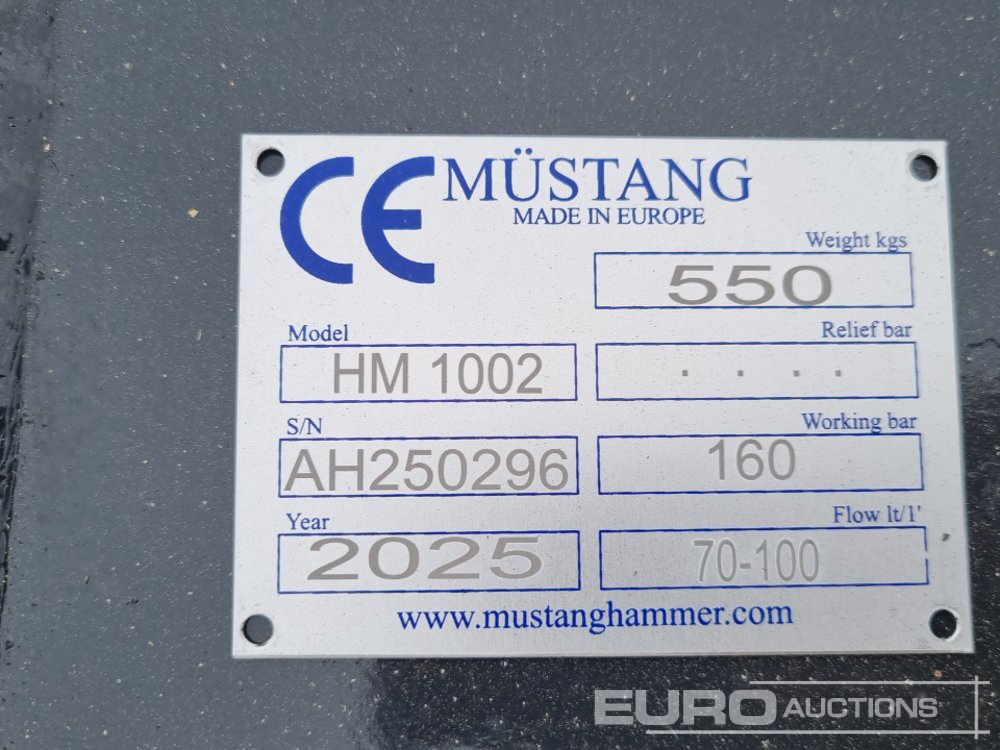 CE MÜSTANG
MADE IN EUROPE
Weight kgs
550
Model
HM 1002
Relief bar
. . . .
S/N
AH250296
Working bar
160
Year
2025
Flow lt/1'
70-100
www.mustanghammer.com
EURO AUCTIONS